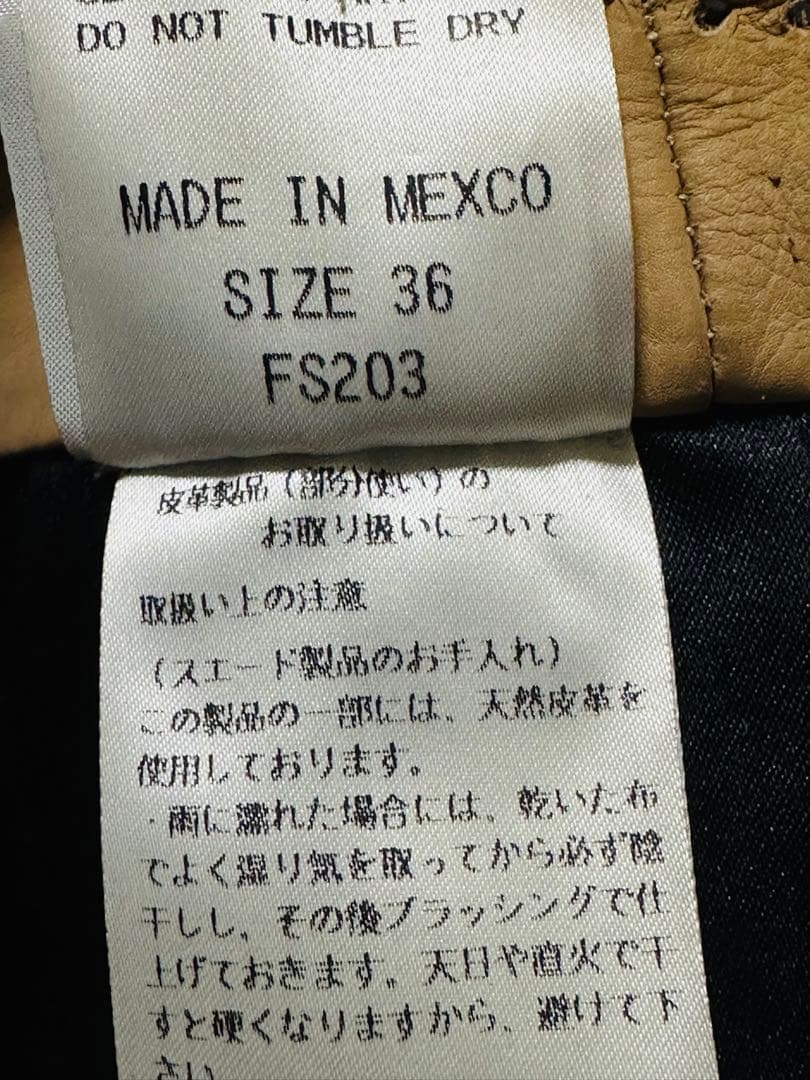 DO NOT TUMBLE DRY
MADE IN MEXCO
SIZE 36
FS203
皮革製品(部分使い)の
お取り扱いについて
取扱い上の注意
(スエード製品のお手入れ)
この製品の一部には、天然皮革を
使用しております。
・雨に濡れた場合には、乾いた布
でよく湿り気を取ってから必ず陰
干しし、その後ブラッシングで仕
上げておきます。天日や直火で干
すと硬くなりますから、避けて下
さい